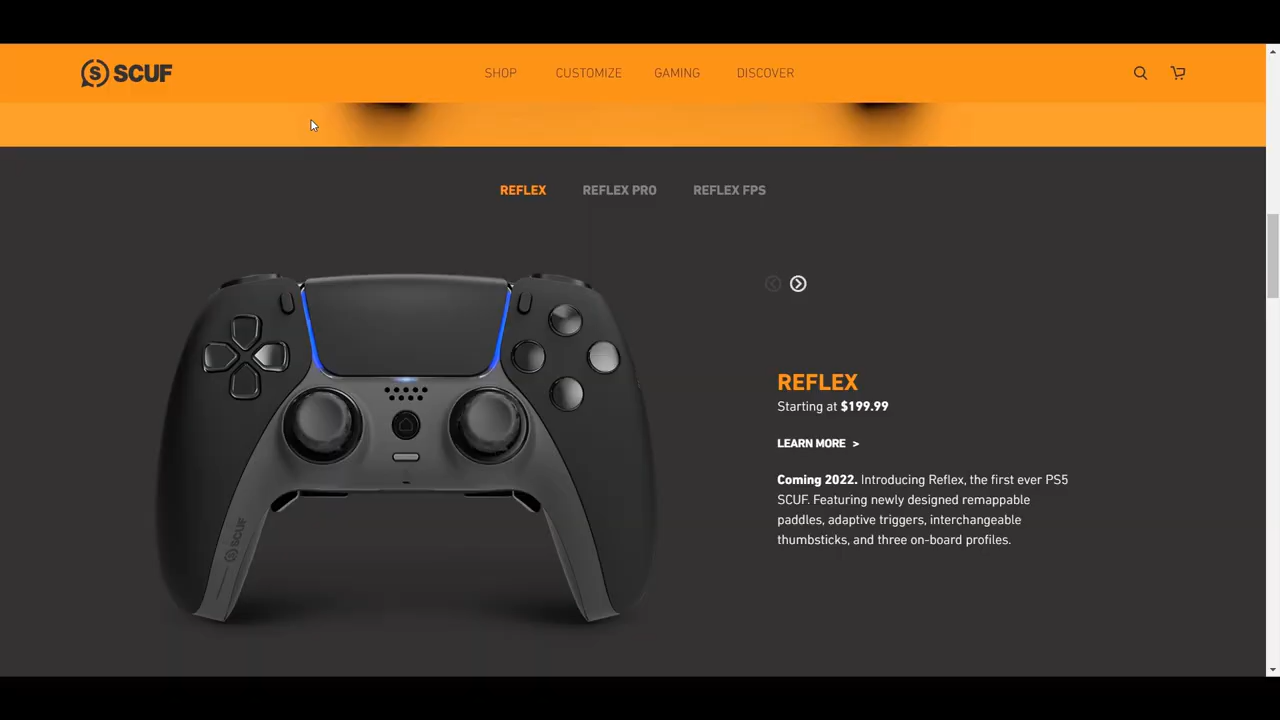 SCUF
SHOP
CUSTOMIZE
GAMING
DISCOVER
REFLEX
REFLEX PRO
REFLEX FPS
REFLEX
Starting at $199.99
LEARN MORE >
Coming 2022. Introducing Reflex, the first ever PS5
SCUF. Featuring newly designed remappable
paddles, adaptive triggers, interchangeable
thumbsticks, and three on-board profiles.
SCUF